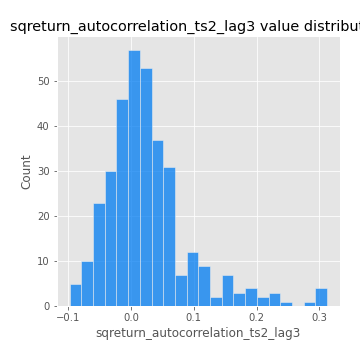 sqreturn_autocorrelation_ts2_lag3 value distribut
Count
50
40
30
20
10
0
−0.1 0.0 0.1 0.2 0.3
sqreturn_autocorrelation_ts2_lag3